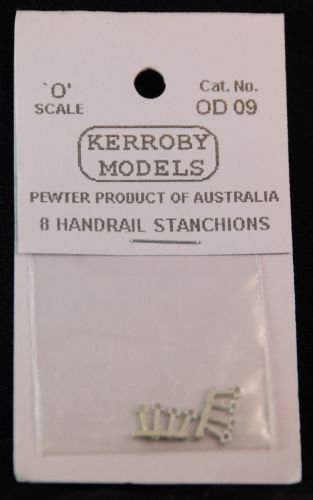 `O' Cat. No.
SCALE OD 09
KERROBY
MODELS
PEWTER PRODUCT OF AUSTRALIA
8 HANDRAIL STANCHIONS